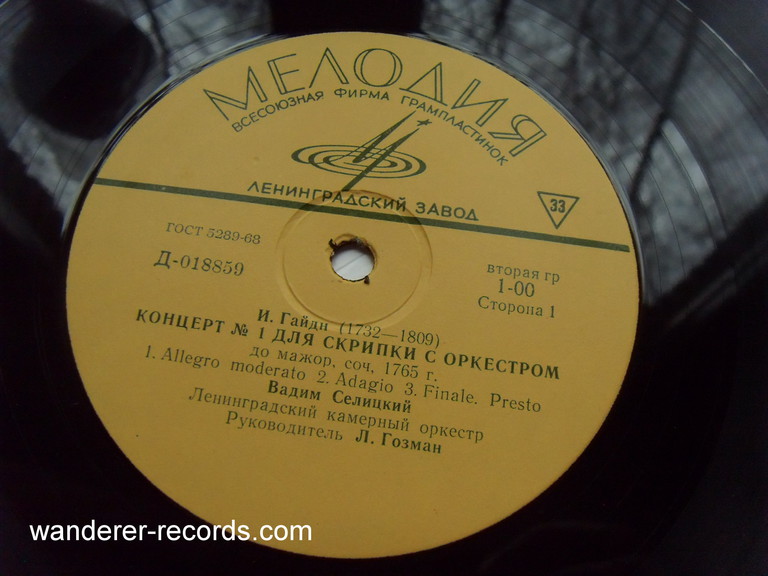 МЕЛОДИЯ
ВСЕСОЮЗНАЯ ФИРМА ГРАМПЛАСТИНОК
ЛЕНИНГРАДСКИЙ ЗАВОД
33
ГОСТ 5289-68
Д-018859
вторая гр
1-00
Сторона 1
И. Гайдн (1732—1809)
КОНЦЕРТ № 1 ДЛЯ СКРИПКИ С ОРКЕСТРОМ
до мажор, соч. 1765 г.
1. Allegro moderato 2. Adagio 3. Finale. Presto
Вадим Селицкий
Ленинградский камерный оркестр
Руководитель Л. Гозман
wanderer-records.com